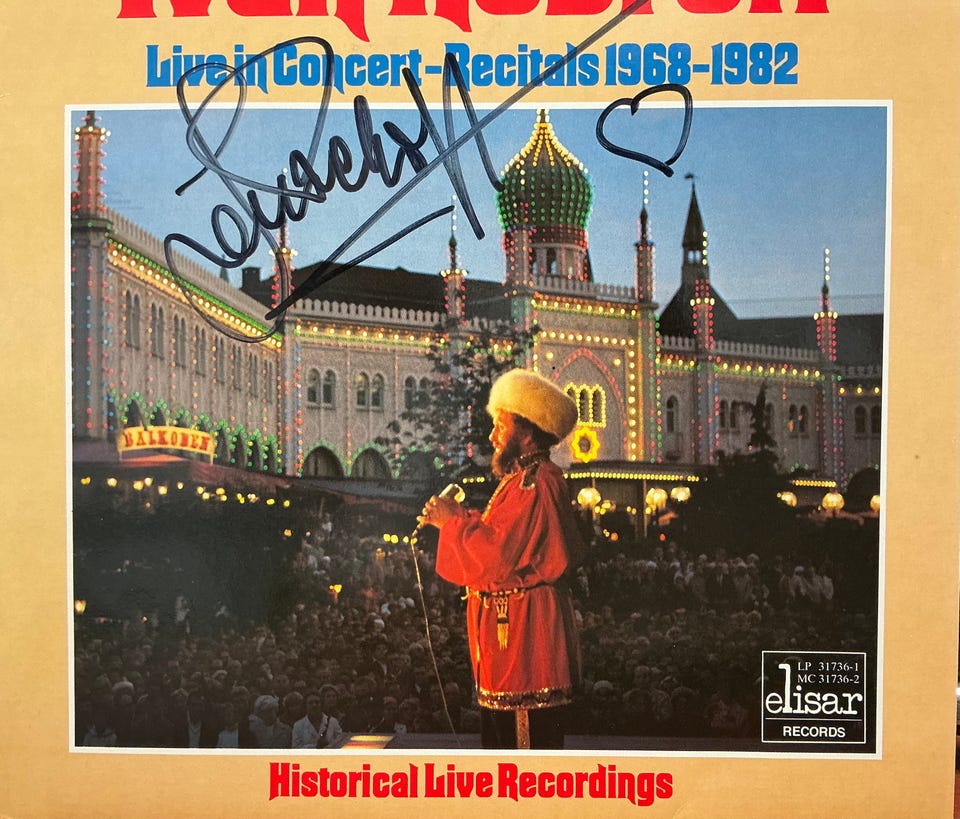 Live in Concert-Recitals 1968-1982
BALKONEN
LP 31736-1
MC 31736-2
elisar
RECORDS
Historical Live Recordings